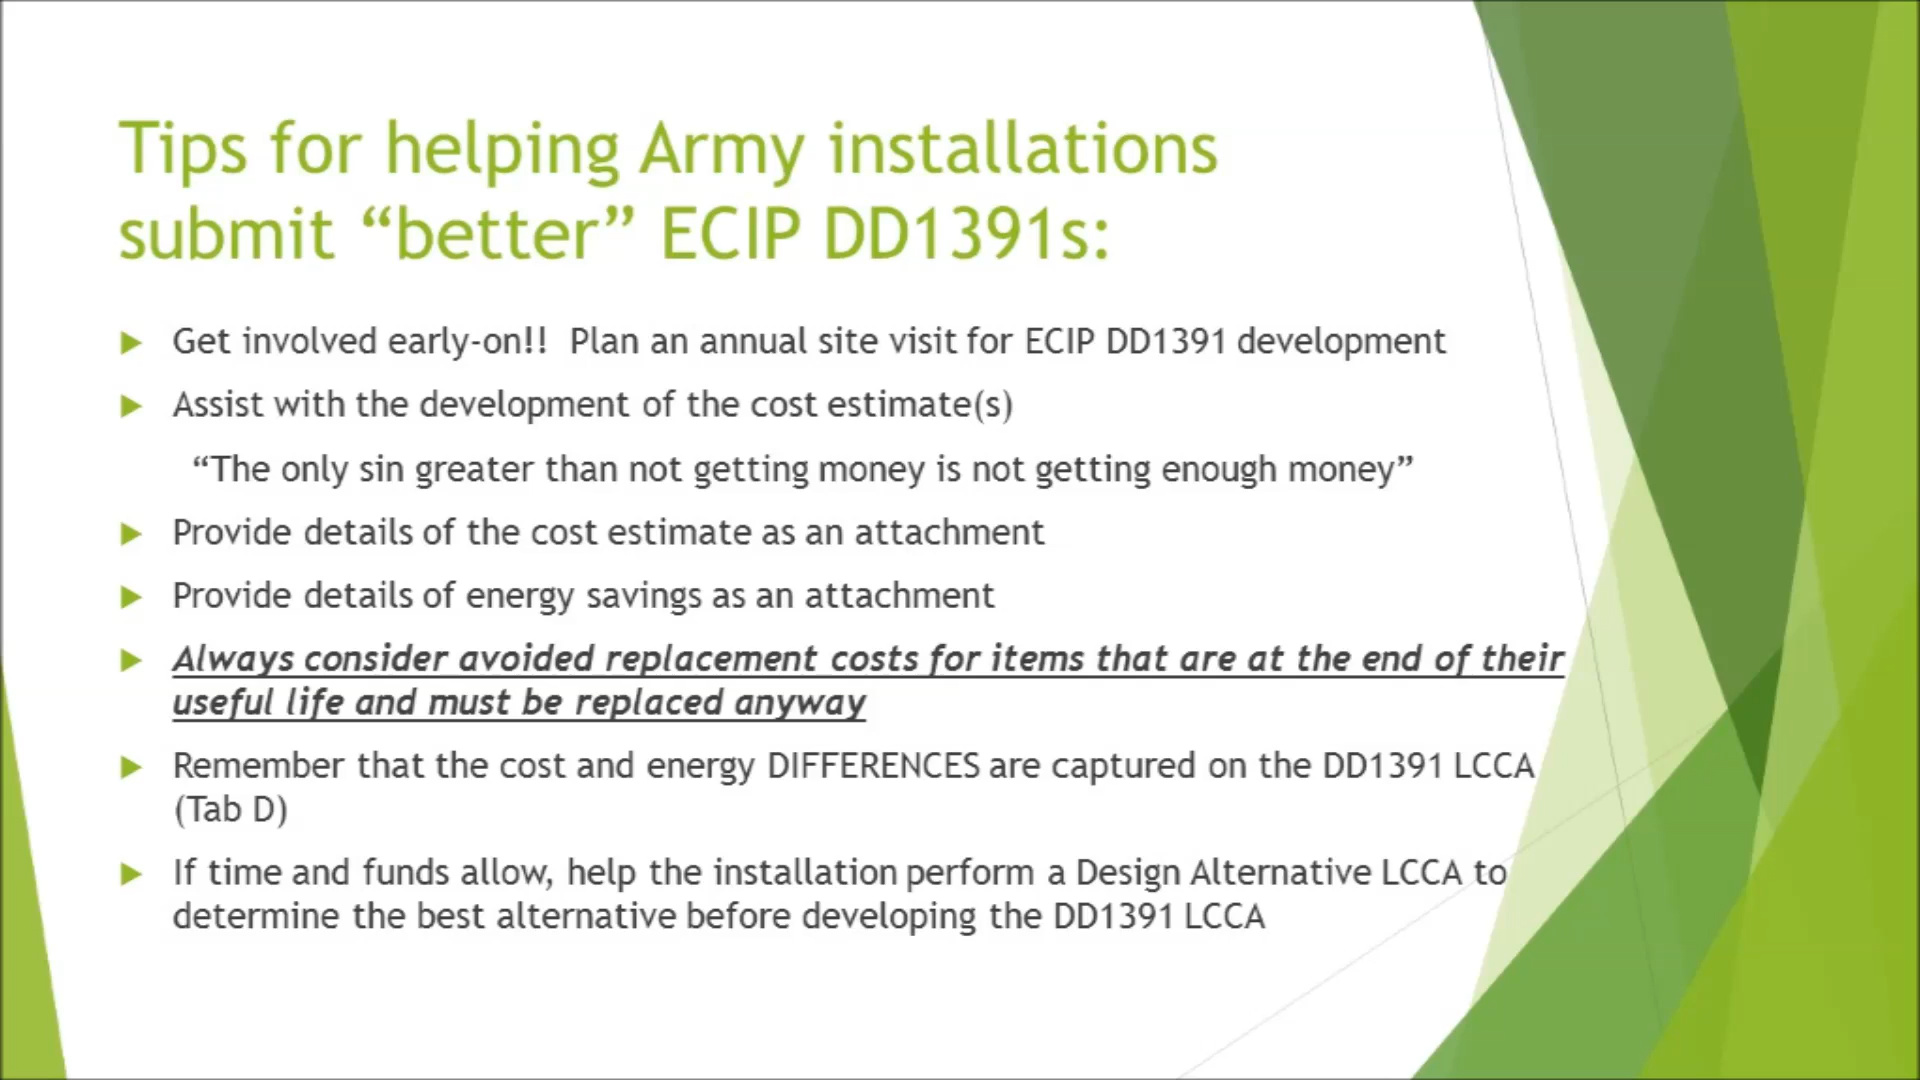 Tips for helping Army installations
submit “better” ECIP DD1391s:
Get involved early-on!!  Plan an annual site visit for ECIP DD1391 development
Assist with the development of the cost estimate(s)
“The only sin greater than not getting money is not getting enough money”
Provide details of the cost estimate as an attachment
Provide details of energy savings as an attachment
Always consider avoided replacement costs for items that are at the end of their
useful life and must be replaced anyway
Remember that the cost and energy DIFFERENCES are captured on the DD1391 LCCA
(Tab D)
If time and funds allow, help the installation perform a Design Alternative LCCA to
determine the best alternative before developing the DD1391 LCCA